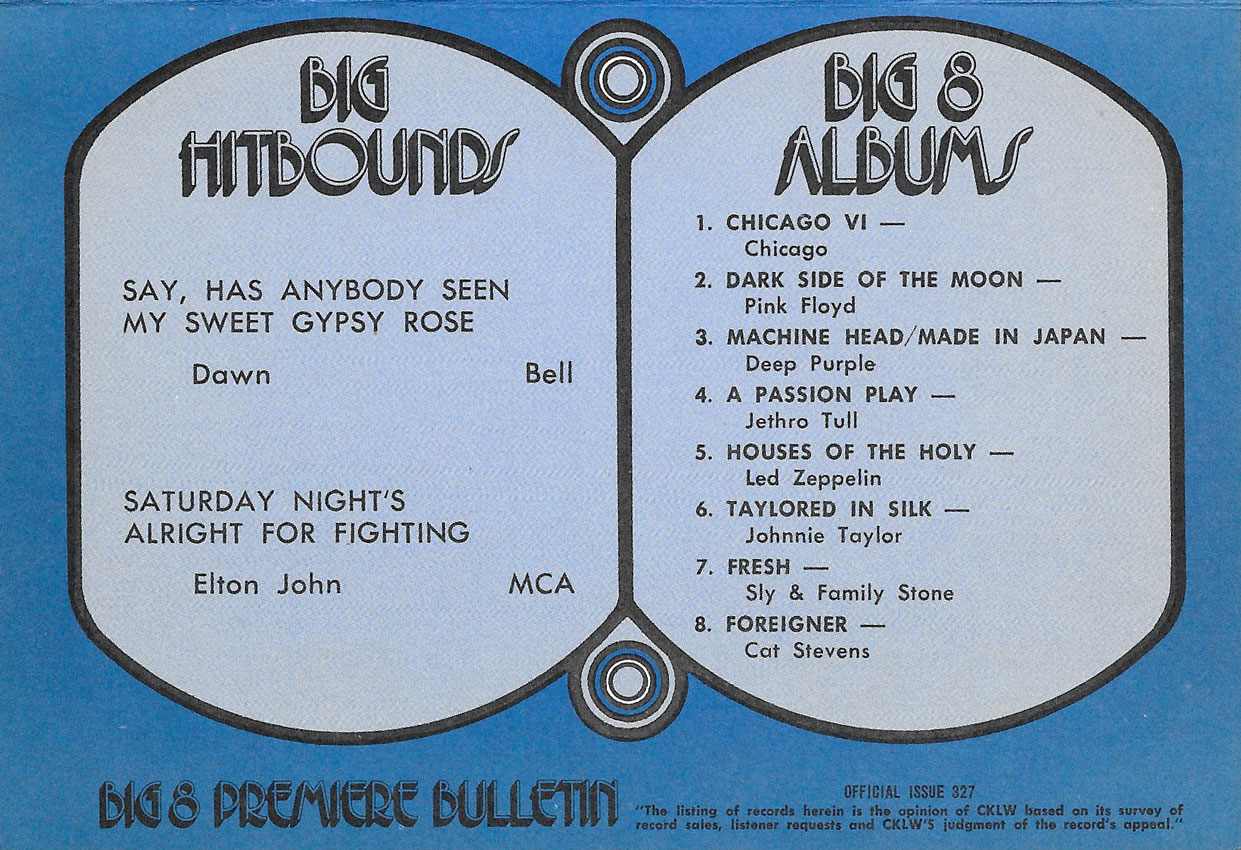 BIG
HITBOUNDS
SAY, HAS ANYBODY SEEN
MY SWEET GYPSY ROSE
Dawn Bell
SATURDAY NIGHT'S
ALRIGHT FOR FIGHTING
Elton John MCA
BIG 8
ALBUMS
1. CHICAGO VI —
Chicago
2. DARK SIDE OF THE MOON —
Pink Floyd
3. MACHINE HEAD/MADE IN JAPAN —
Deep Purple
4. A PASSION PLAY —
Jethro Tull
5. HOUSES OF THE HOLY —
Led Zeppelin
6. TAYLORED IN SILK —
Johnnie Taylor
7. FRESH —
Sly & Family Stone
8. FOREIGNER —
Cat Stevens
BIG 8 PREMIERE BULLETIN
OFFICIAL ISSUE 327
"The listing of records herein is the opinion of CKLW based on its survey of
record sales, listener requests and CKLW'S judgment of the record's appeal."